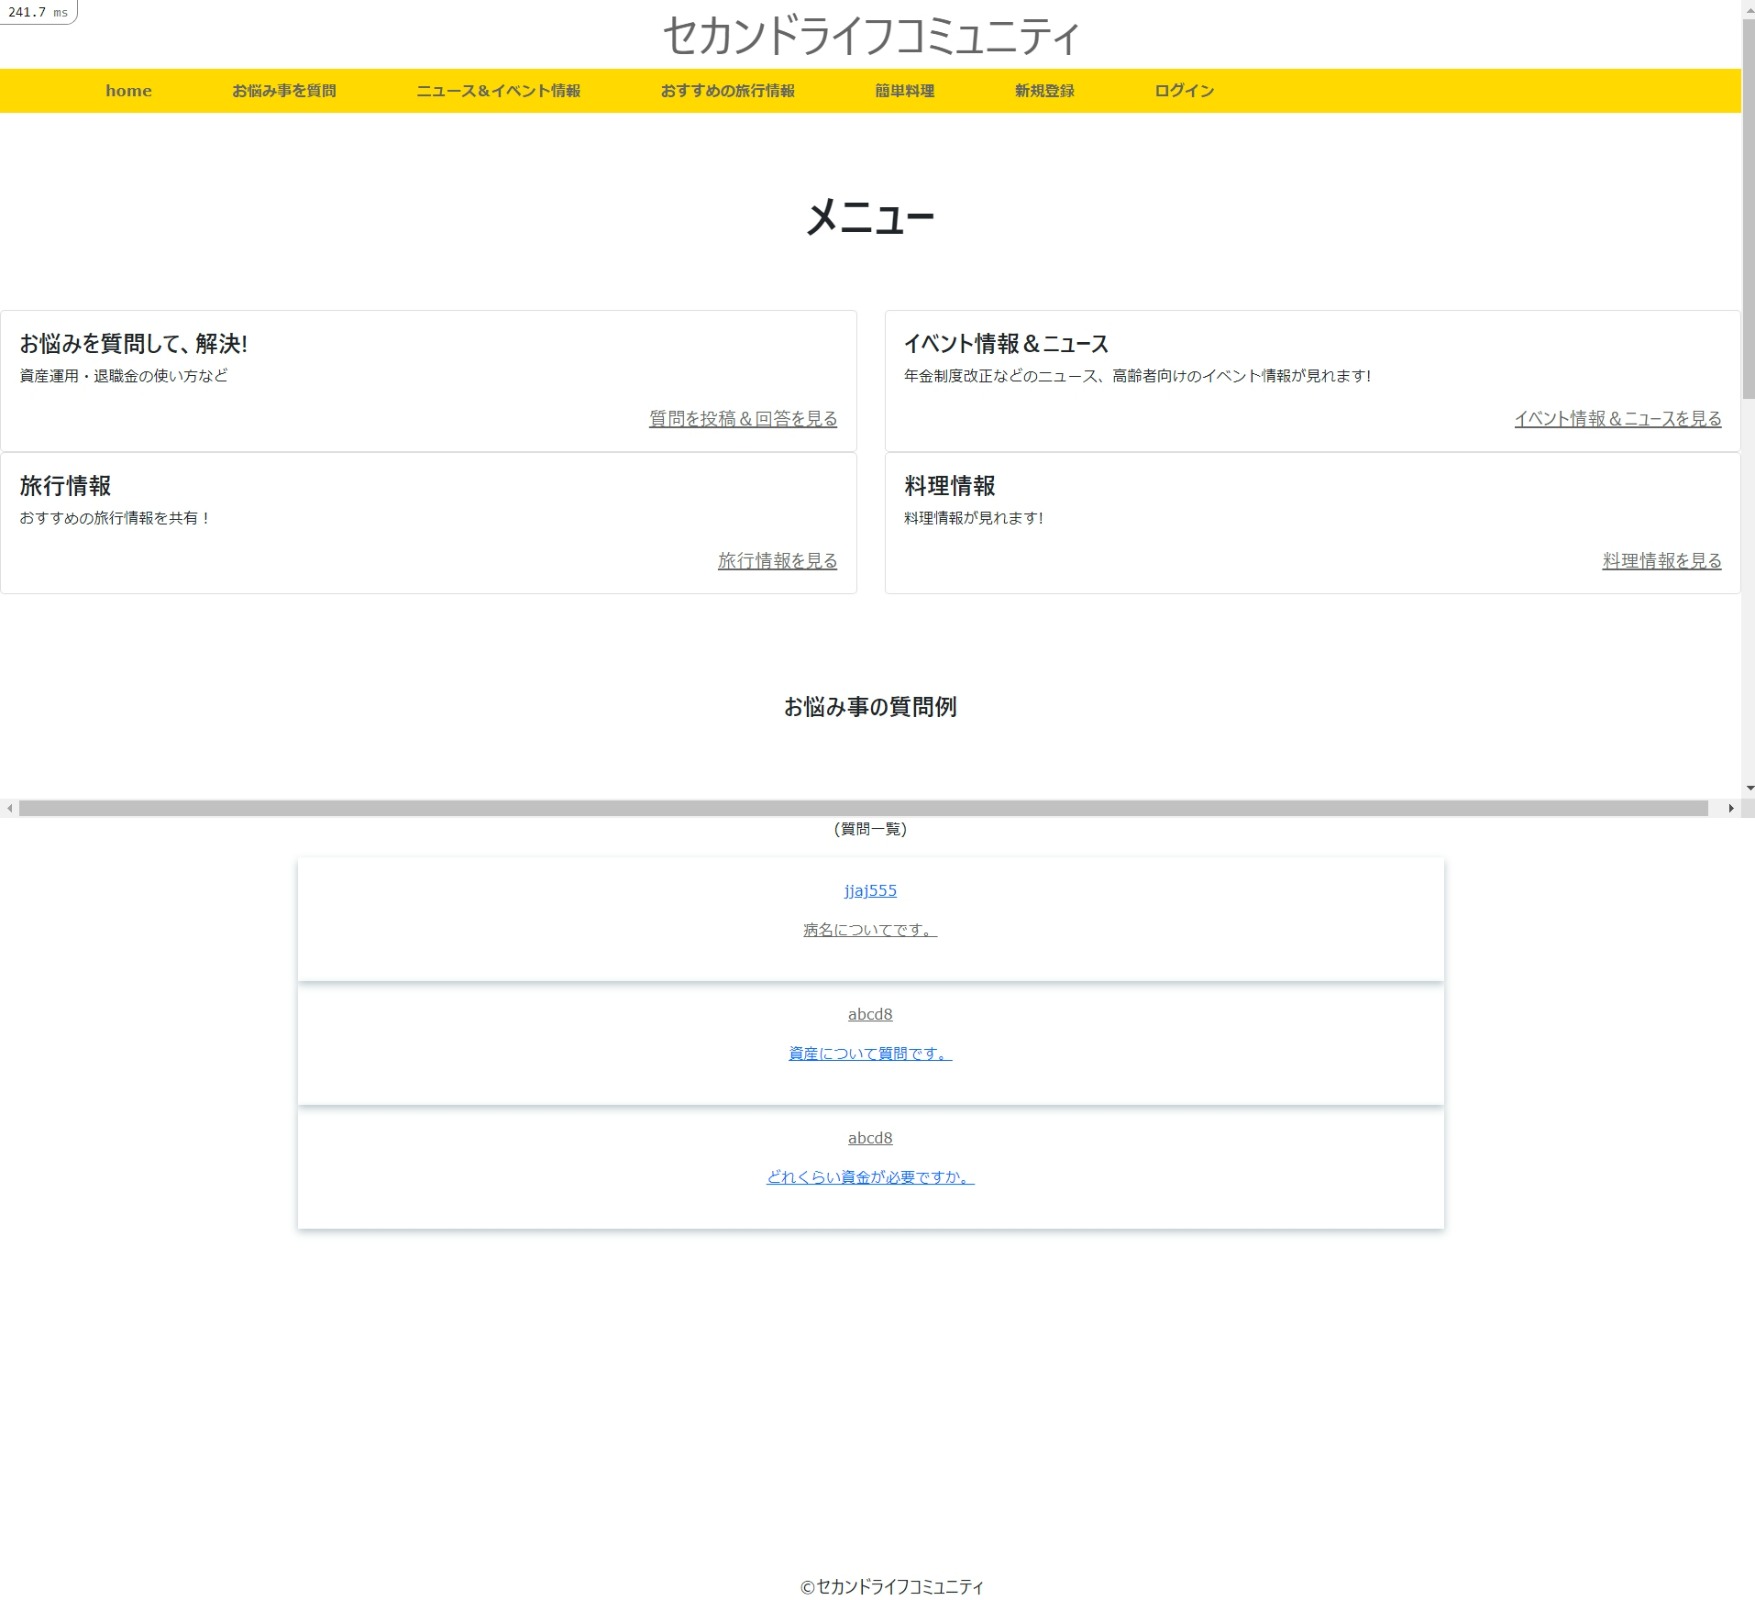 241.7 ms
セカンドライフコミュニティ
home お悩み事を質問 ニュース&イベント情報 おすすめの旅行情報 簡単料理 新規登録 ログイン
メニュー
お悩みを質問して、解決!
資産運用・退職金の使い方など
質問を投稿＆回答を見る
イベント情報＆ニュース
年金制度改正などのニュース、高齢者向けのイベント情報が見れます!
イベント情報＆ニュースを見る
旅行情報
おすすめの旅行情報を共有！
旅行情報を見る
料理情報
料理情報が見れます!
料理情報を見る
お悩み事の質問例
(質問一覧)
jjaj555
病名についてです。
abcd8
資産について質問です。
abcd8
どれくらい資金が必要ですか。
©セカンドライフコミュニティ